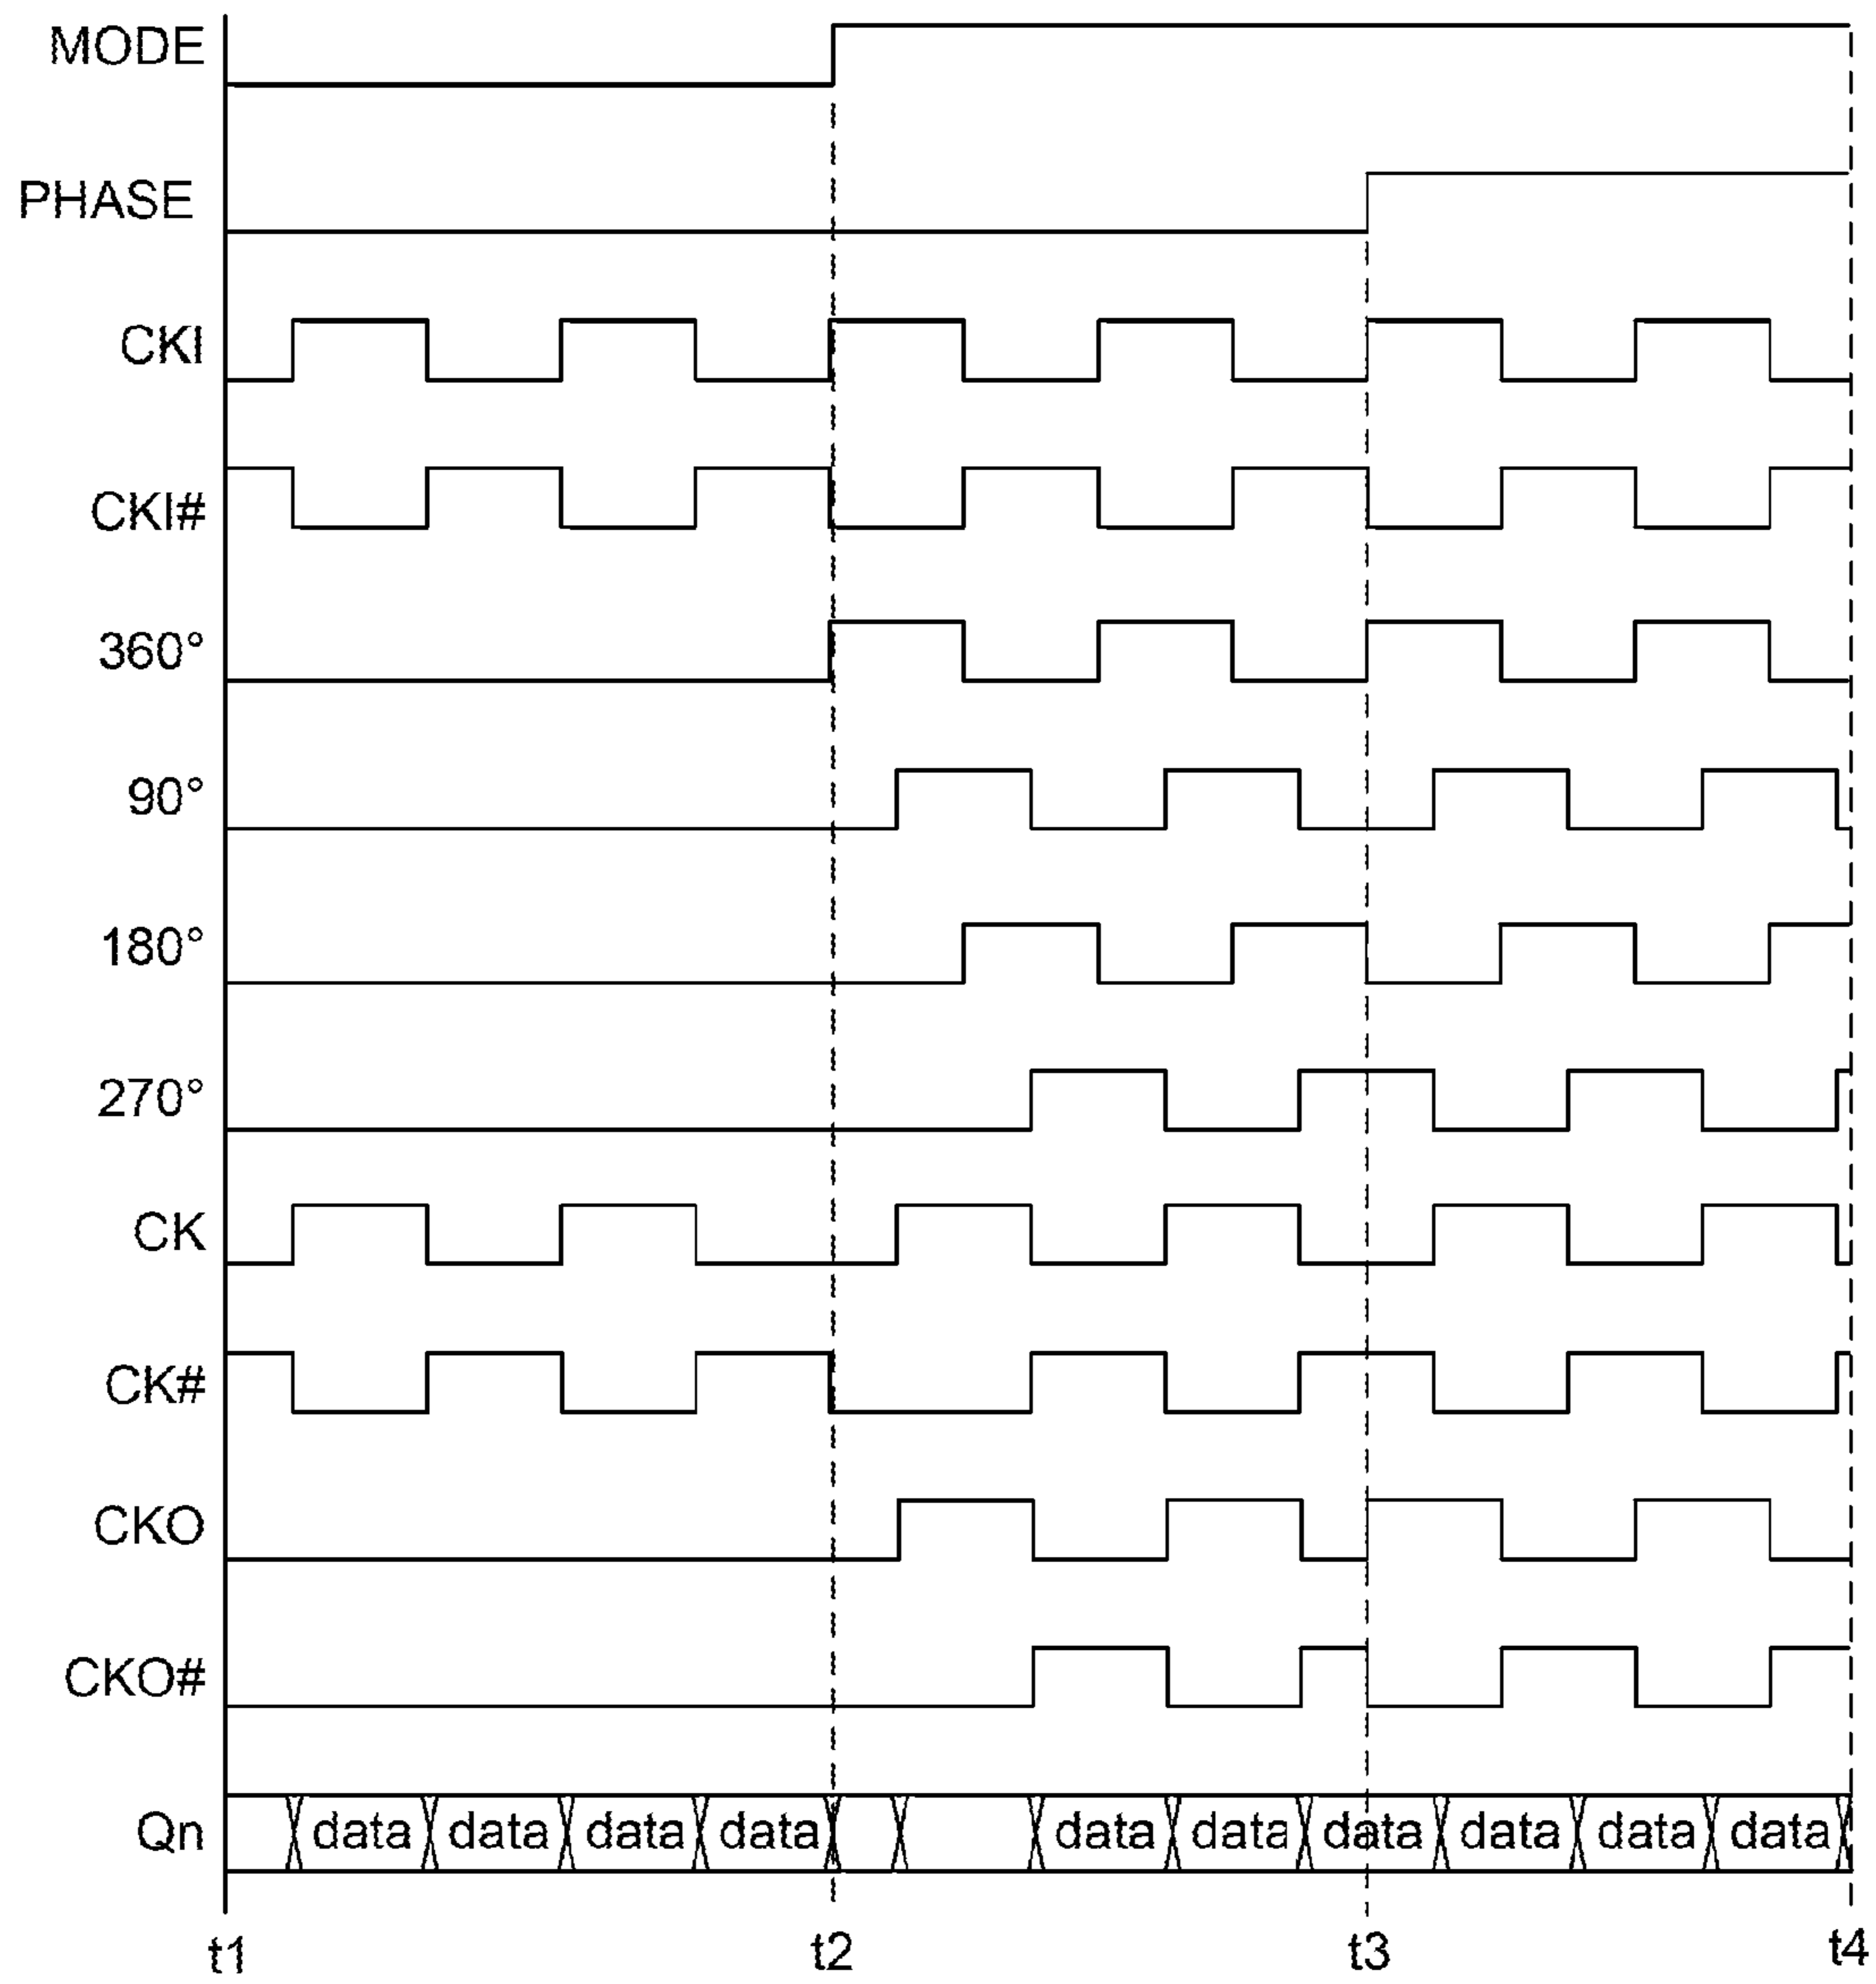 MODE
PHASE
CKI
CKI#
360°
90°
180°
270°
CK
CK#
CKO
CKO#
Qn data data data data data data data data data data
t1 t2 t3 t4